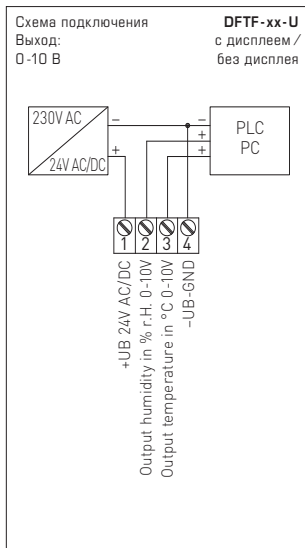 Схема подключения
Выход:
0-10 В
DFTF-xx-U
с дисплеем /
без дисплея
230V AC
24V AC/DC
−
+
−
+
+
PLC
PC
1 2 3 4
+UB 24V AC/DC
Output humidity in % r.H. 0-10V
Output temperature in °C 0-10V
-UB-GND